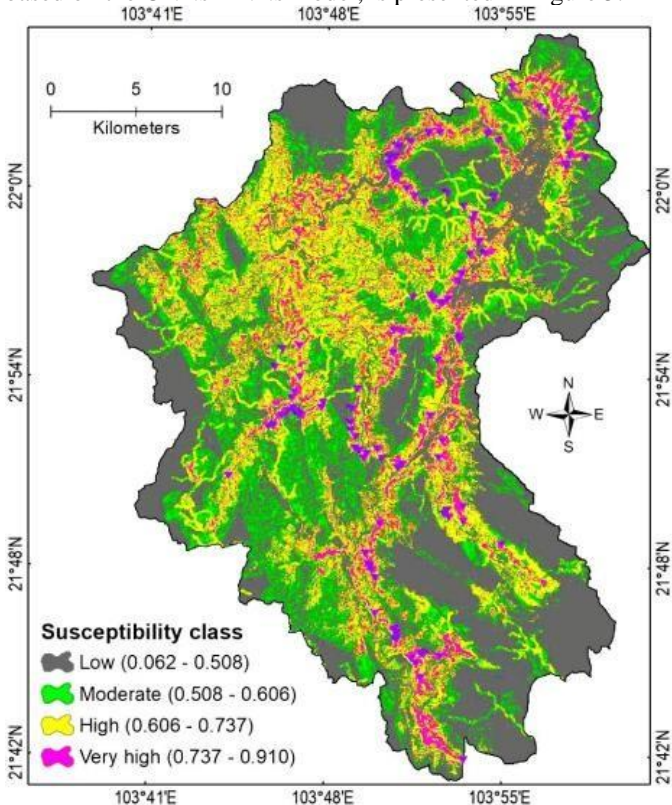 103°41'E 103°48'E 103°55'E
0 5 10
Kilometers
22°0'N 22°0'N
21°54'N 21°54'N
N
W E
S
21°48'N 21°48'N
Susceptibility class
Low (0.062 - 0.508)
Moderate (0.508 - 0.606)
High (0.606 - 0.737)
Very high (0.737 - 0.910)
21°42'N 21°42'N
103°41'E 103°48'E 103°55'E